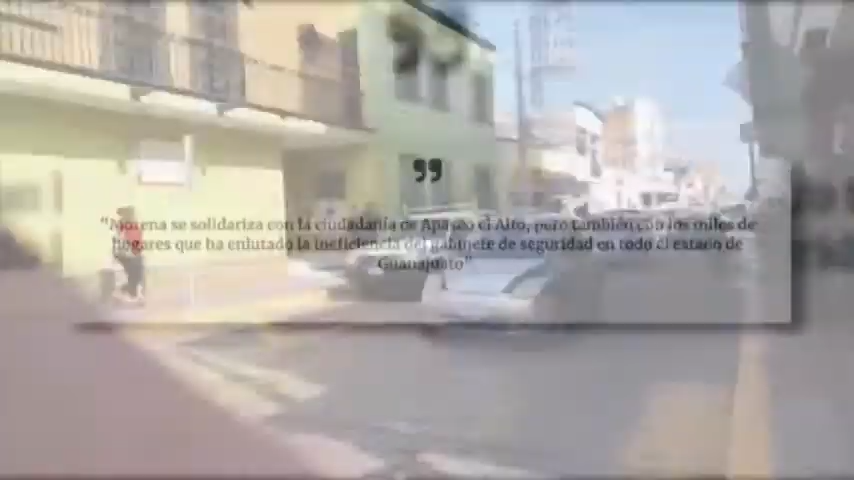 "
"Morena se solidariza con la ciudadanía de Apaseo el Alto, pero también con los miles de
hogares que ha enlutado la ineficiencia del gabinete de seguridad en todo el estado de
Guanajuato"